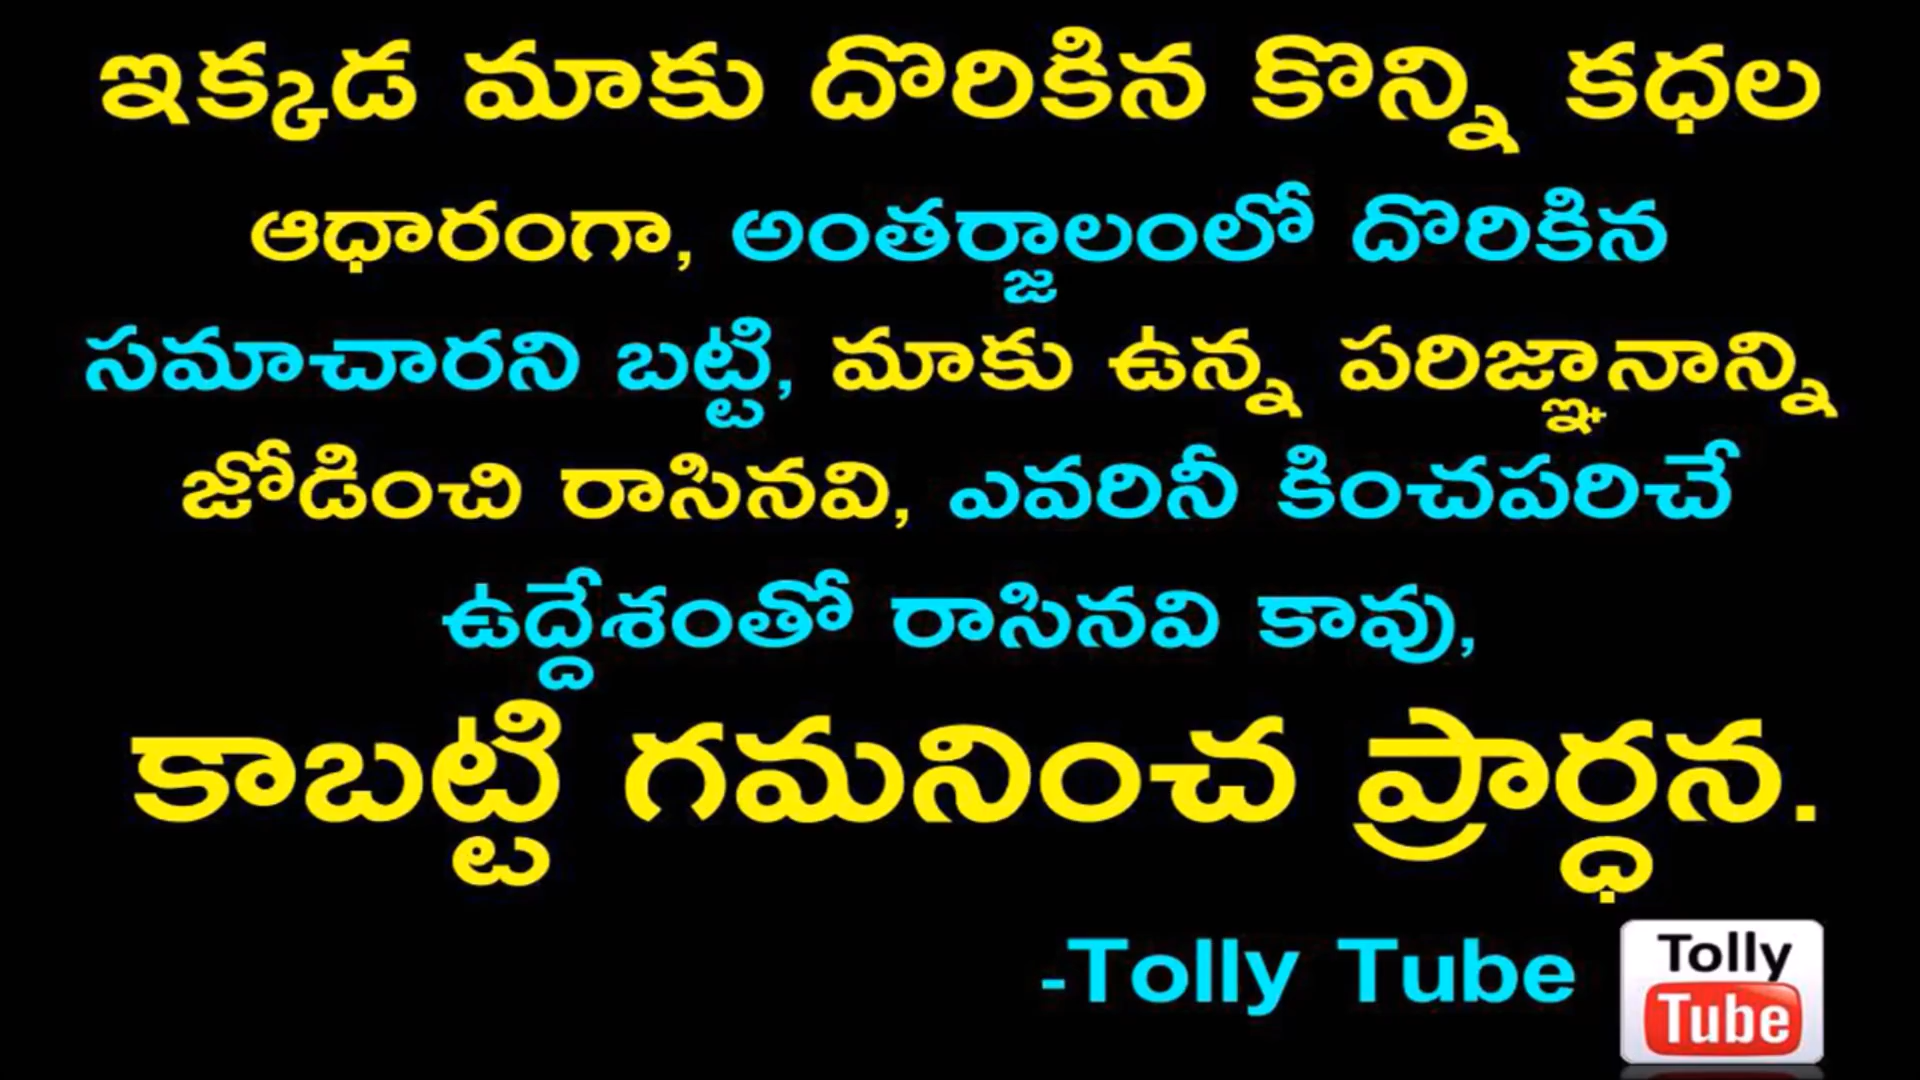 ఇక్కడ మాకు దొరికిన కొన్ని కధల
ఆధారంగా, అంతర్జాలంలో దొరికిన
సమాచారని బట్టి, మాకు ఉన్న పరిజ్ఞానాన్ని
జోడించి రాసినవి, ఎవరినీ కించపరిచే
ఉద్దేశంతో రాసినవి కావు,
కాబట్టి గమనించ ప్రార్ధన.
-Tolly Tube
Tolly
Tube